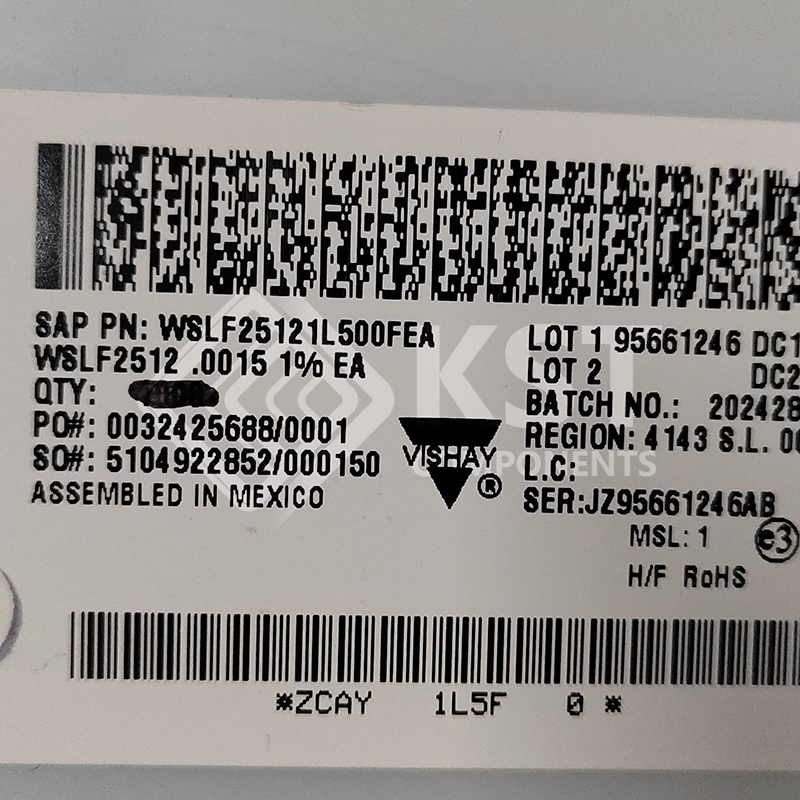 SAP PN: WSLF25121L500FEA
WSLF2512 .0015 1% EA
QTY:
PO#: 0032425688/0001
SO#: 5104922852/000150
ASSEMBLED IN MEXICO
VISHAY
®
LOT 1 95661246 DC1
LOT 2 DC2
BATCH NO.: 202428
REGION: 4143 S.L. 00
L.C:
SER:JZ95661246AB
MSL: 1
e3
H/F RoHS
*ZCAY 1L5F 0 *
KST
COMPONENTS